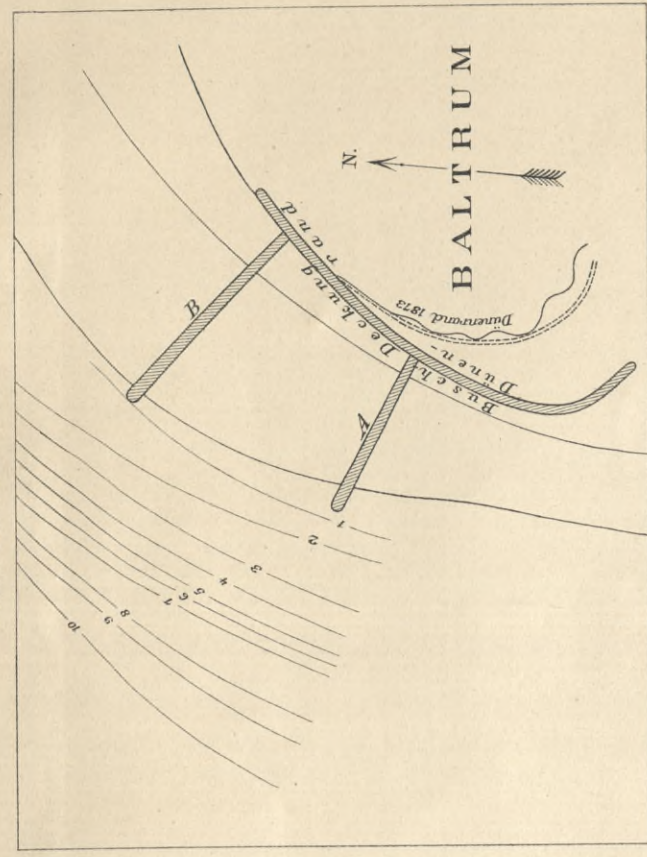 BALTRUM
N.
B
A
Busch Deckung
Dünen-
rand
Dünenrand 1873
1
2
3
4
5
6
7
8
9
10